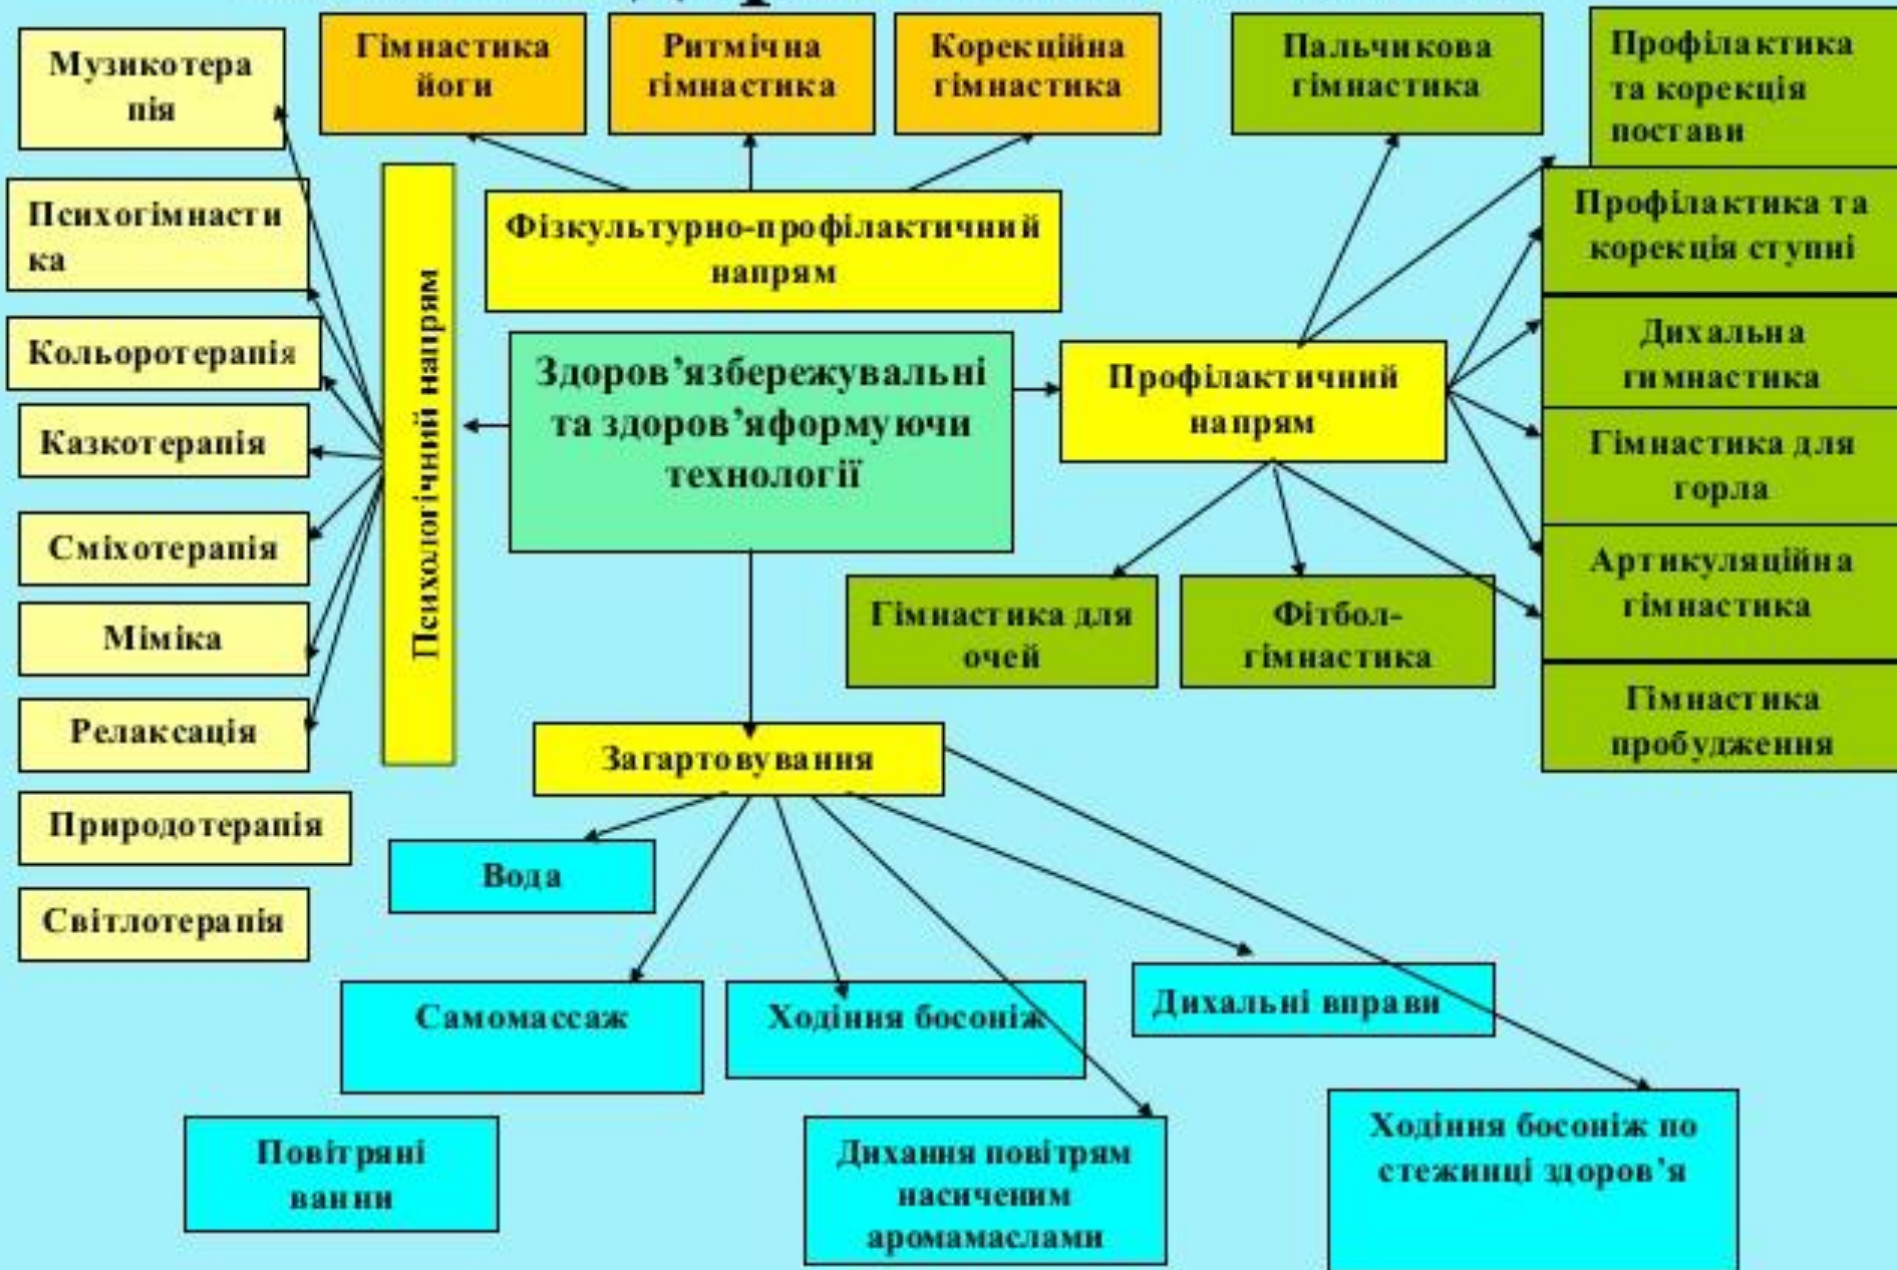 Музикотера
пія
Гімнастика
йоги
Ритмічна
гімнастика
Корекційна
гімнастика
Пальчикова
гімнастика
Профілактика
та корекція
постави
Психогімнасти
ка
Фізкультурно-профілактичний
напрям
Профілактика та
корекція ступні
Кольоротерапія
Психологічний напрям
Здоров’язбережувальні
та здоров’яформуючи
технології
Профілактичний
напрям
Дихальна
гимнастика
Казкотерапія
Гімнастика для
горла
Сміхотерапія
Артикуляційна
гімнастика
Міміка
Гімнастика для
очей
Фітбол-
гімнастика
Релаксація
Гімнастика
пробудження
Загартовування
Природотерапія
Вода
Світлотерапія
Самомассаж
Ходіння босоніж
Дихальні вправи
Повітряні
ванни
Дихання повітрям
насиченим
аромамаслами
Ходіння босоніж по
стежинці здоров’я